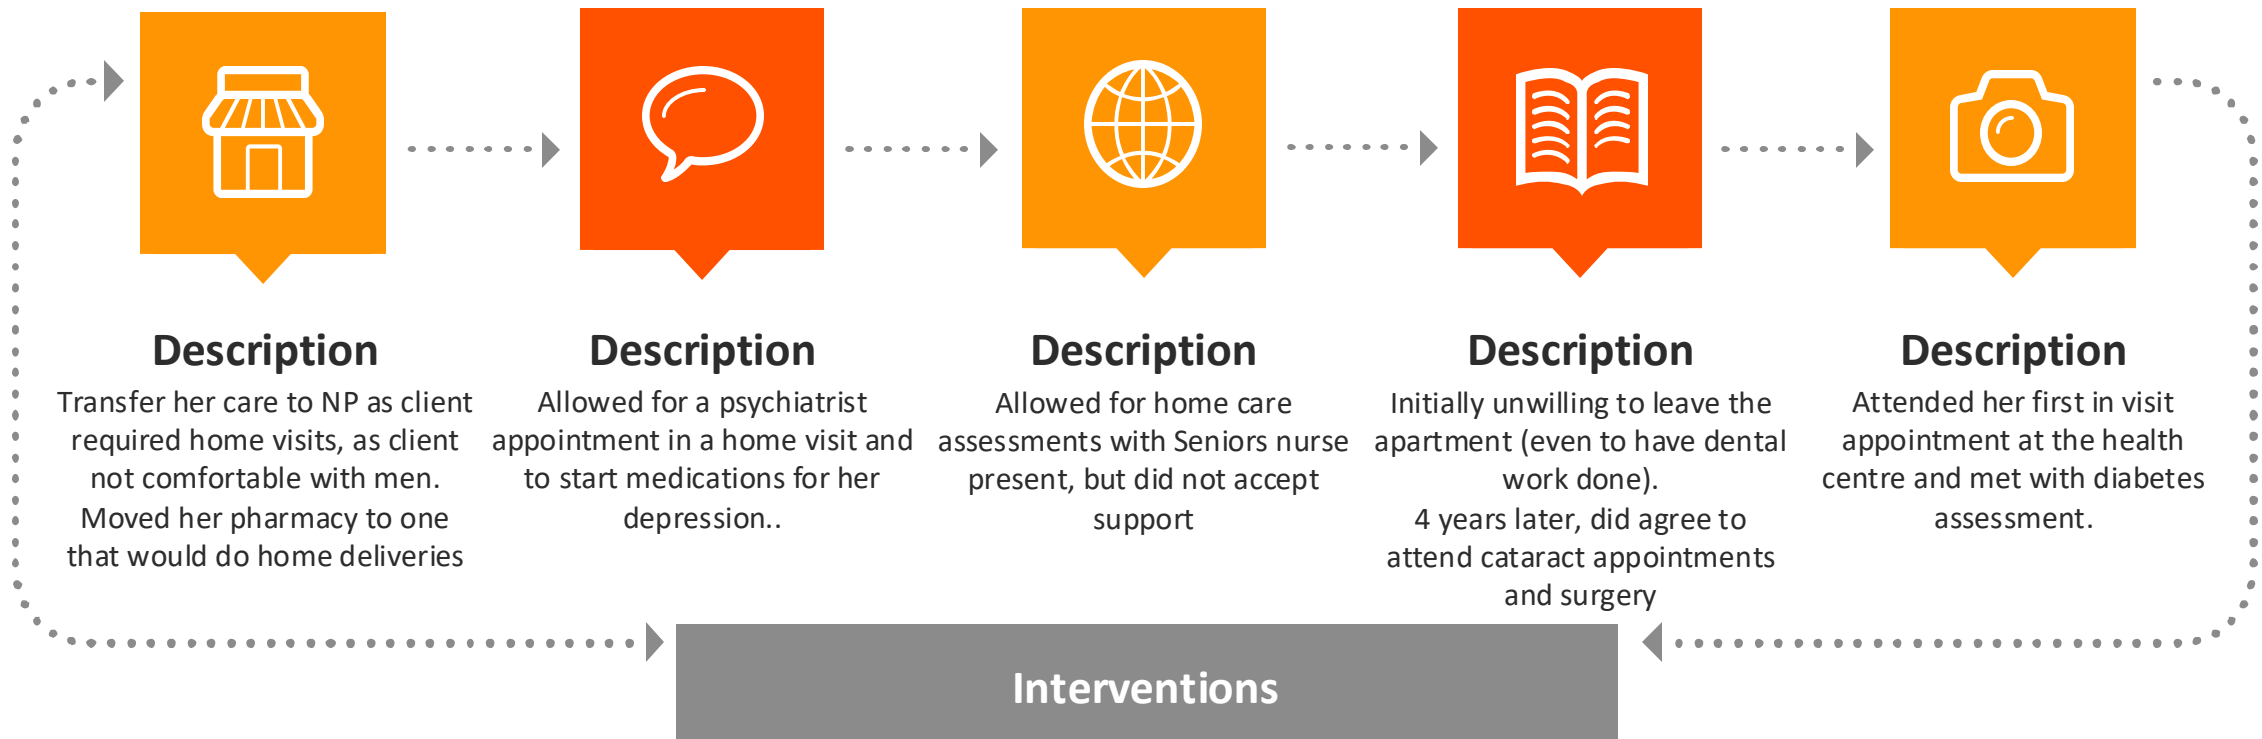 Description
Transfer her care to NP as client
required home visits, as client
not comfortable with men.
Moved her pharmacy to one
that would do home deliveries
Description
Allowed for a psychiatrist
appointment in a home visit and
to start medications for her
depression..
Description
Allowed for home care
assessments with Seniors nurse
present, but did not accept
support
Description
Initially unwilling to leave the
apartment (even to have dental
work done).
4 years later, did agree to
attend cataract appointments
and surgery
Description
Attended her first in visit
appointment at the health
centre and met with diabetes
assessment.
Interventions